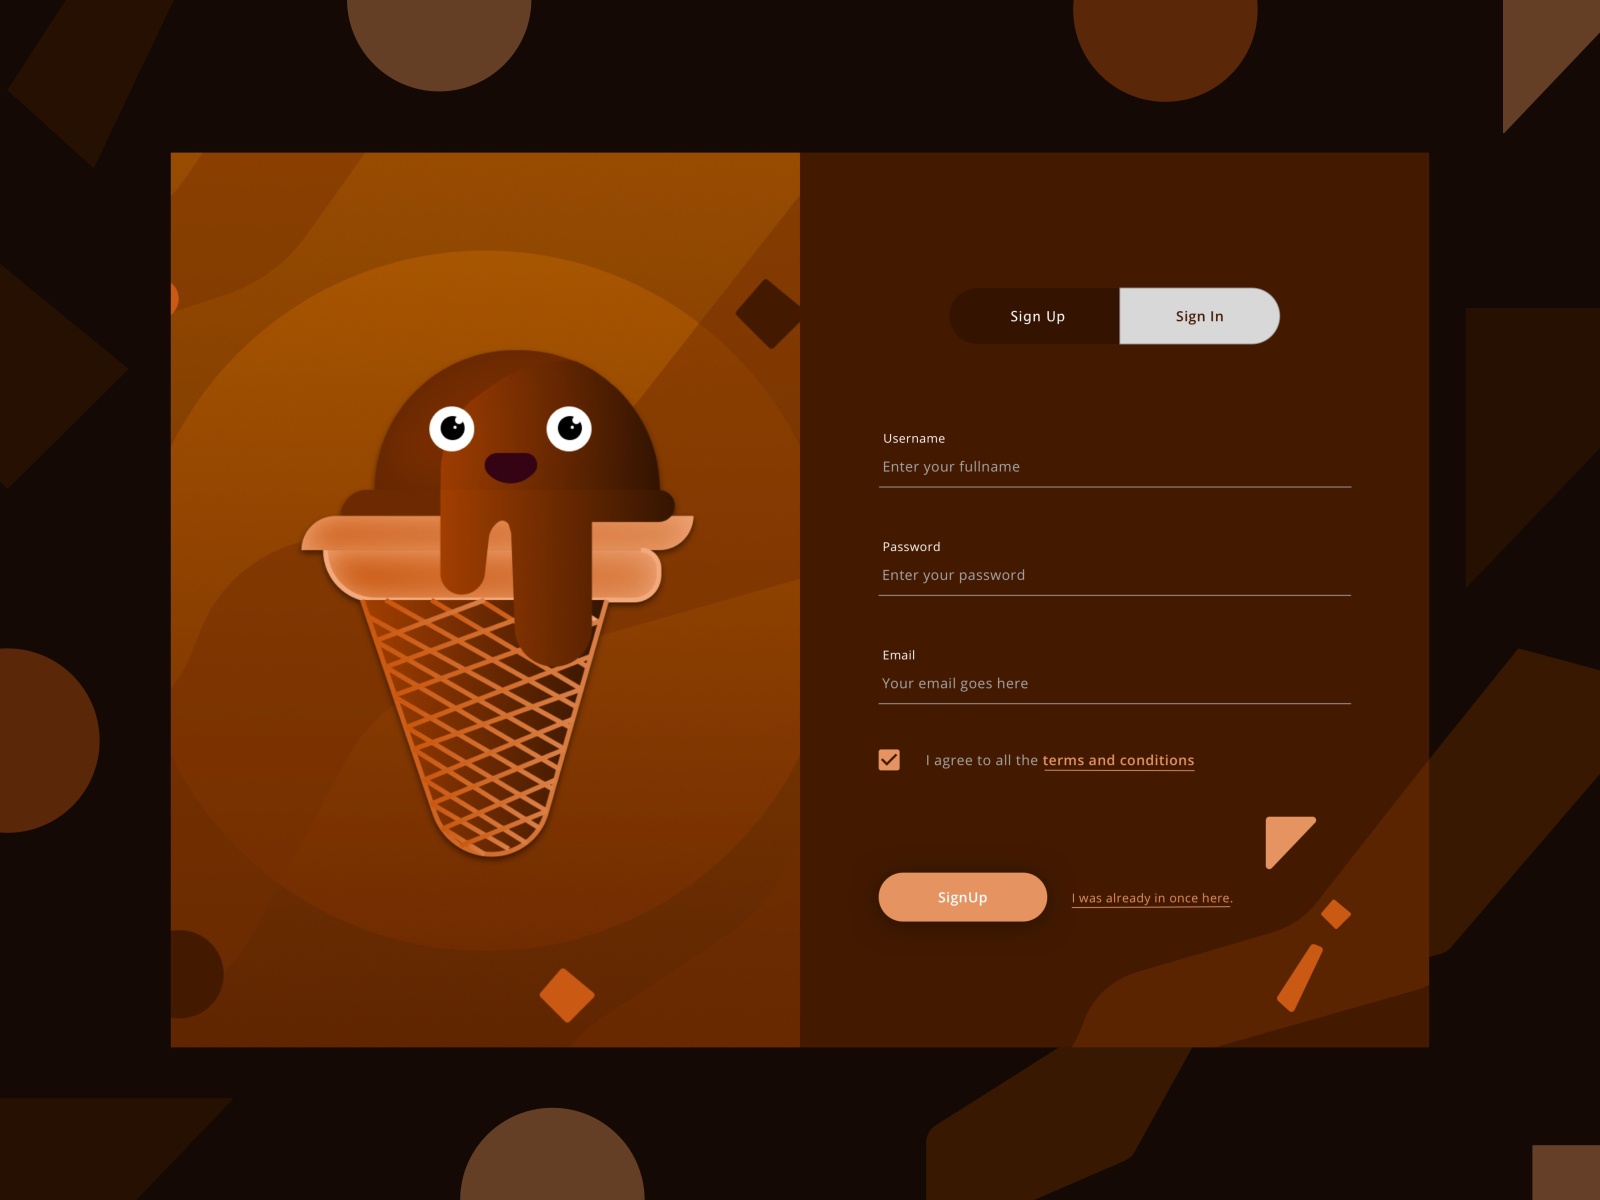 Sign Up
Sign In
Username
Enter your fullname
Password
Enter your password
Email
Your email goes here
I agree to all the terms and conditions
SignUp
I was already in once here.